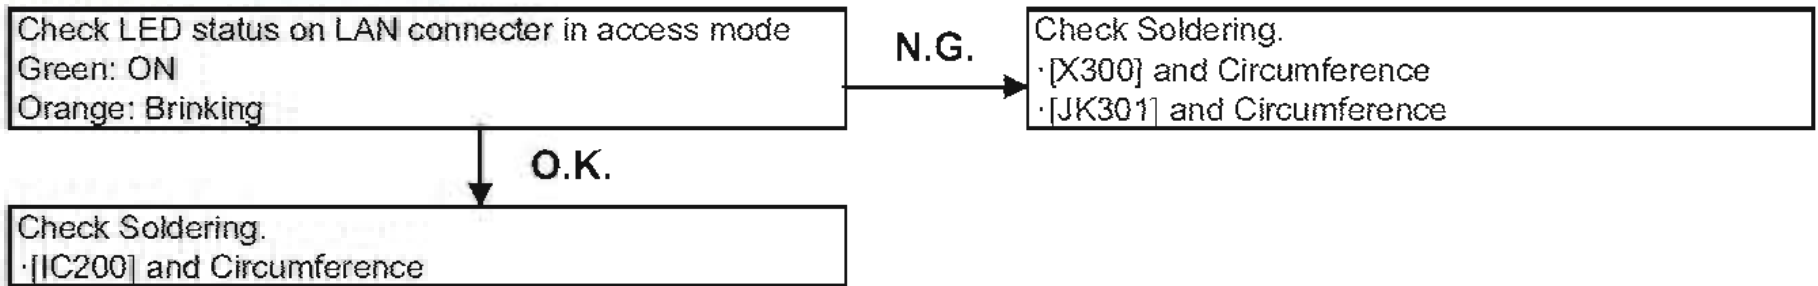 Check LED status on LAN connecter in access mode
Green: ON
Orange: Brinking
N.G.
Check Soldering.
·[X300] and Circumference
·[JK301] and Circumference
O.K.
Check Soldering.
·[IC200] and Circumference